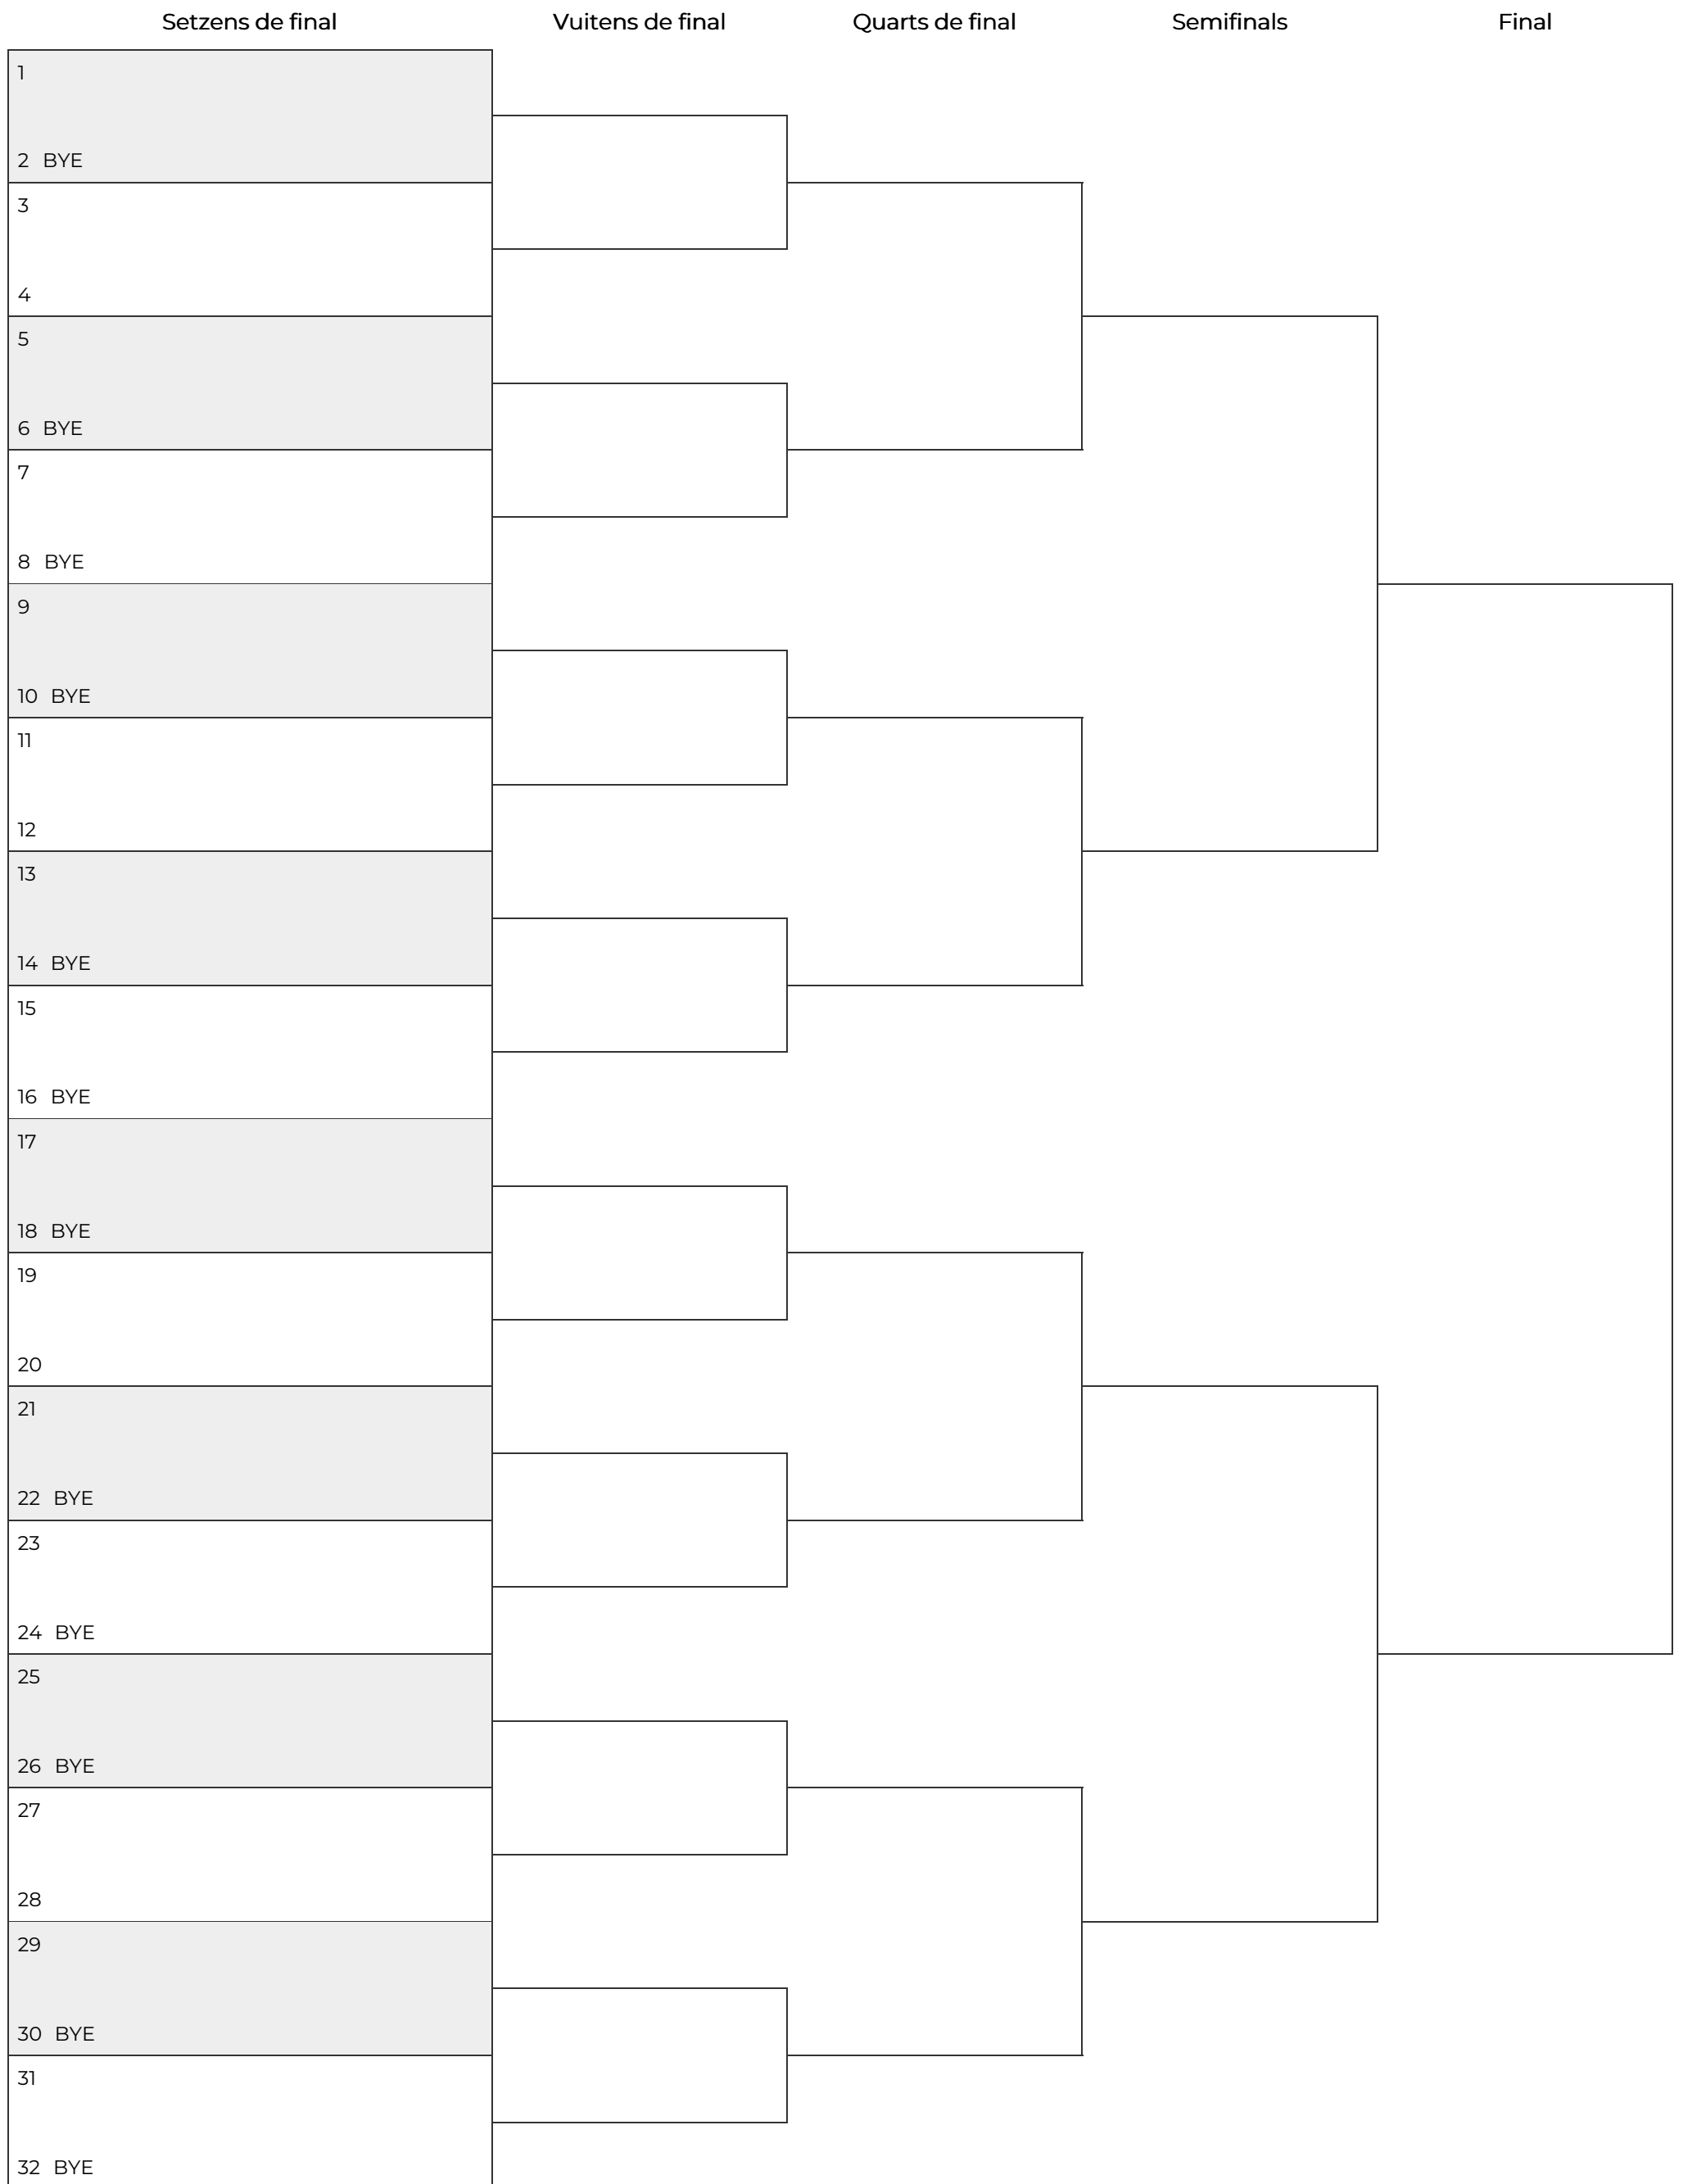 Setzens de final Vuitens de final Quarts de final Semifinals Final
1
2 BYE
3
4
5
6 BYE
7
8 BYE
9
10 BYE
11
12
13
14 BYE
15
16 BYE
17
18 BYE
19
20
21
22 BYE
23
24 BYE
25
26 BYE
27
28
29
30 BYE
31
32 BYE